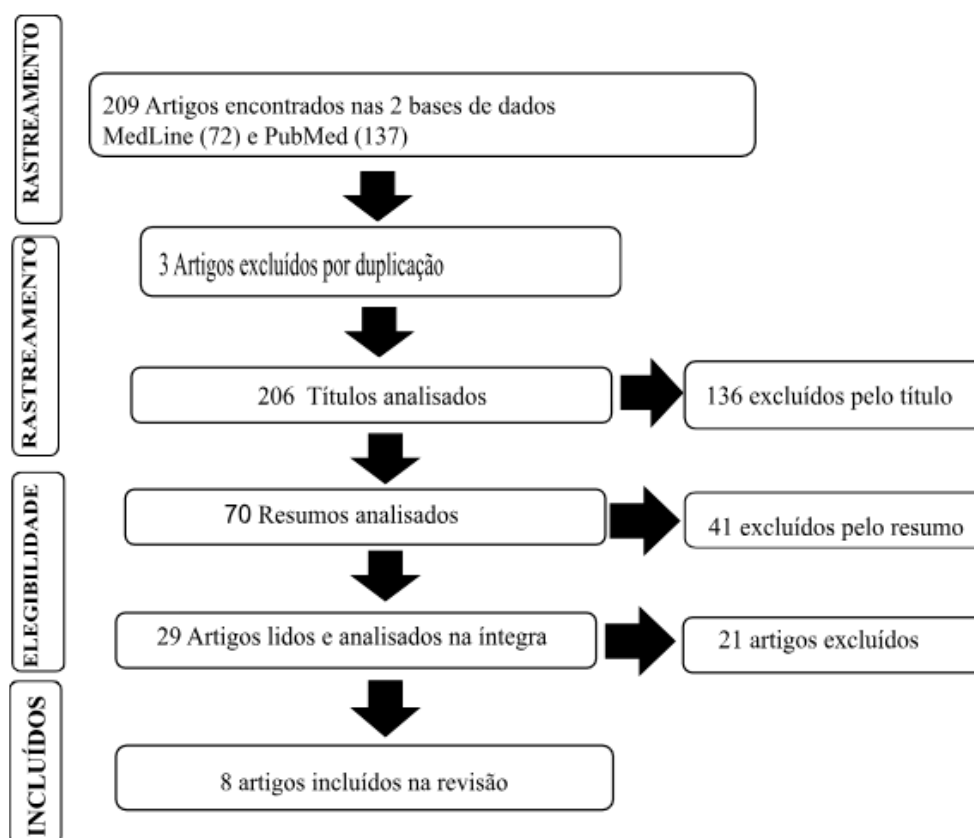 RASTREAMENTO
209 Artigos encontrados nas 2 bases de dados
MedLine (72) e PubMed (137)
RASTREAMENTO
3 Artigos excluídos por duplicação
206 Títulos analisados
136 excluídos pelo título
ELEGIBILIDADE
70 Resumos analisados
41 excluídos pelo resumo
29 Artigos lidos e analisados na íntegra
21 artigos excluídos
INCLUÍDOS
8 artigos incluídos na revisão